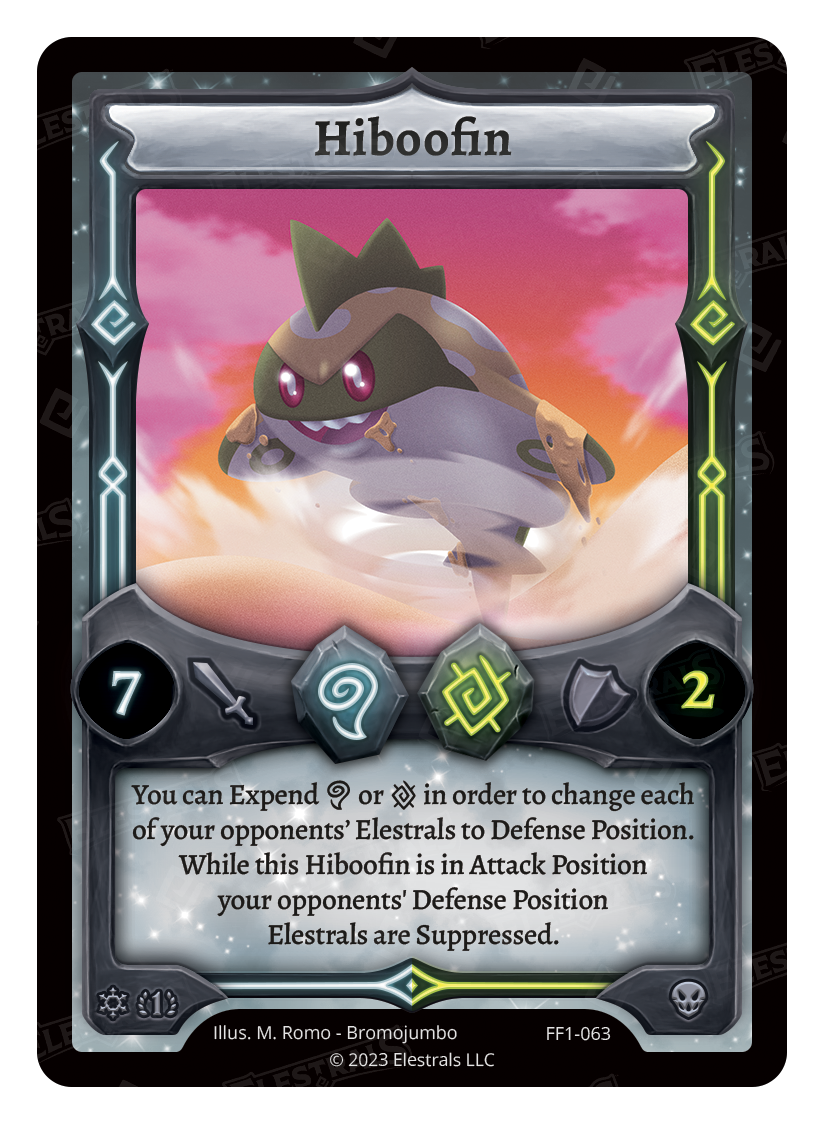 Hiboofin
7
2
You can Expend or in order to change each
of your opponents’ Elestrals to Defense Position.
While this Hiboofin is in Attack Position
your opponents' Defense Position
Elestrals are Suppressed.
1
Illus. M. Romo - Bromojumbo FF1-063
© 2023 Elestrals LLC